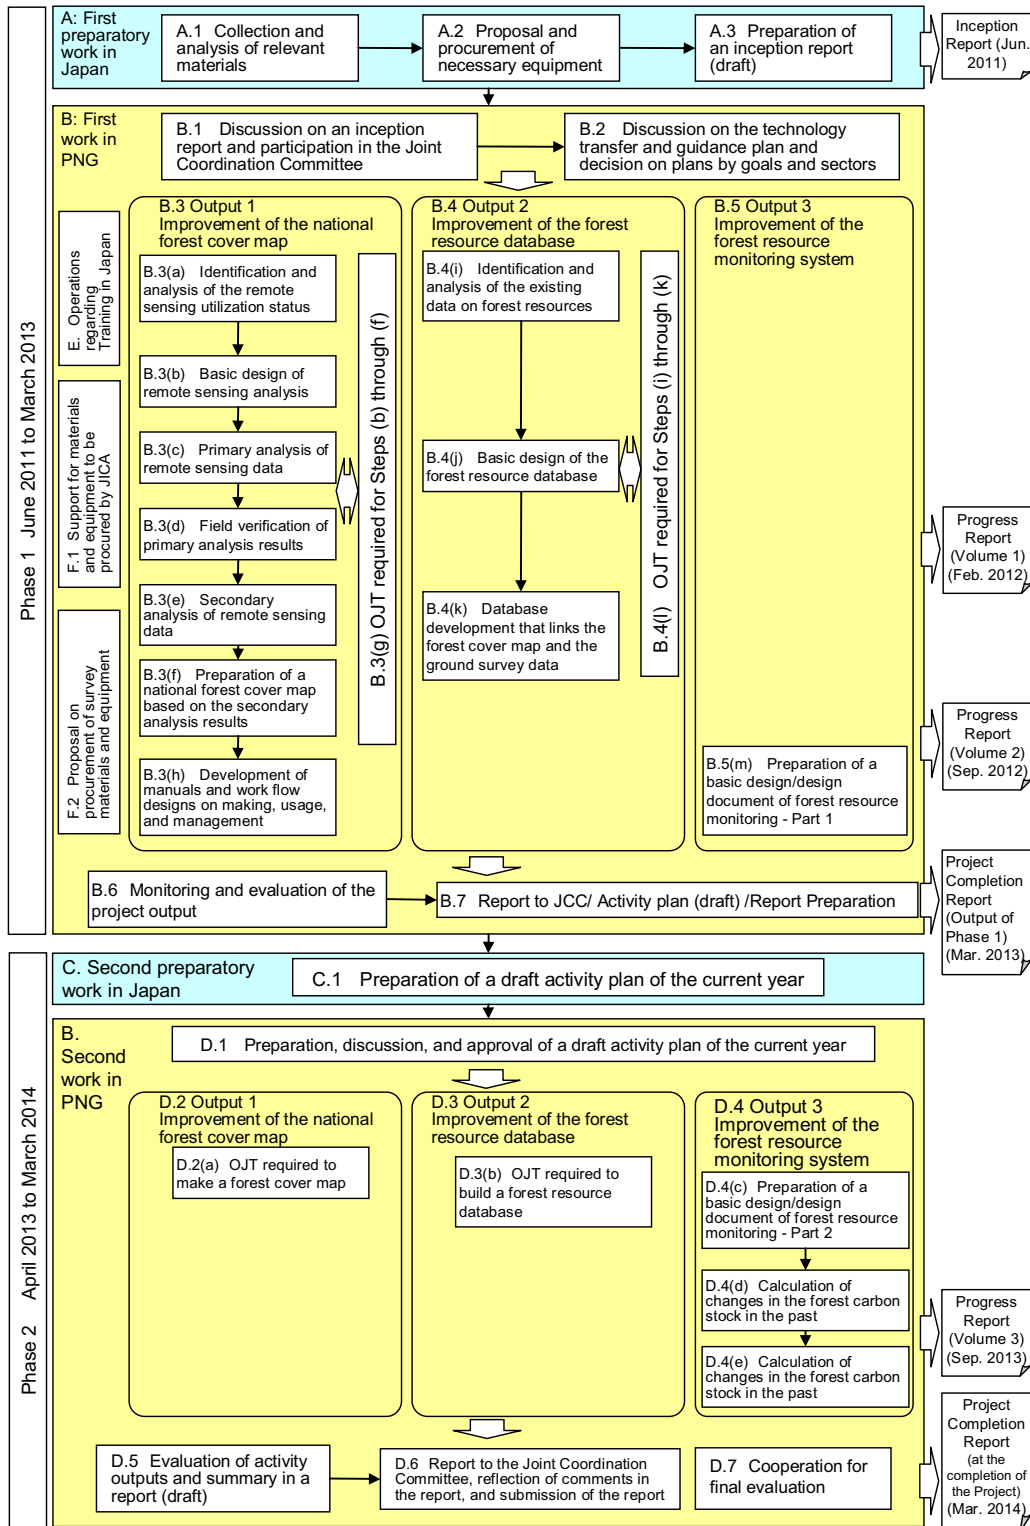 Phase 1   June 2011 to March 2013
A: First
preparatory
work in
Japan
A.1  Collection and
analysis of relevant
materials
A.2  Proposal and
procurement of
necessary equipment
A.3  Preparation of
an inception report
(draft)
Inception
Report (Jun.
2011)
B: First
work in
PNG
B.1  Discussion on an inception
report and participation in the Joint
Coordination Committee
B.2  Discussion on the technology
transfer and guidance plan and
decision on plans by goals and sectors
E.  Operations
regarding
Training in Japan
F.1  Support for materials
and equipment to be
procured by JICA
F.2  Proposal on
procurement of survey
materials and equipment
B.3 Output 1
Improvement of the national
forest cover map
B.3(a)  Identification and
analysis of the remote
sensing utilization status
B.3(b)  Basic design of
remote sensing analysis
B.3(c)  Primary analysis of
remote sensing data
B.3(d)  Field verification of
primary analysis results
B.3(e)  Secondary
analysis of remote sensing
data
B.3(f)  Preparation of a
national forest cover map
based on the secondary
analysis results
B.3(h)  Development of
manuals and work flow
designs on making, usage,
and management
B.3(g) OJT required for Steps (b) through (f)
B.4 Output 2
Improvement of the forest
resource database
B.4(i)  Identification and
analysis of the existing
data on forest resources
B.4(j)  Basic design of the
forest resource database
B.4(k)  Database
development that links the
forest cover map and the
ground survey data
B.4(l)  OJT required for Steps (i) through (k)
B.5 Output 3
Improvement of the
forest resource
monitoring system
B.5(m)  Preparation of a
basic design/design
document of forest resource
monitoring - Part 1
Progress
Report
(Volume 1)
(Feb. 2012)
Progress
Report
(Volume 2)
(Sep. 2012)
B.6  Monitoring and evaluation of the
project output
B.7  Report to JCC/ Activity plan (draft) /Report Preparation
Project
Completion
Report
(Output of
Phase 1)
(Mar. 2013)
Phase 2   April 2013 to March 2014
C. Second preparatory
work in Japan
C.1  Preparation of a draft activity plan of the current year
B.
Second
work in
PNG
D.1  Preparation, discussion, and approval of a draft activity plan of the current year
D.2 Output 1
Improvement of the national
forest cover map
D.2(a)  OJT required to
make a forest cover map
D.3 Output 2
Improvement of the forest
resource database
D.3(b)  OJT required to
build a forest resource
database
D.4 Output 3
Improvement of the
forest resource
monitoring system
D.4(c)  Preparation of a
basic design/design
document of forest resource
monitoring - Part 2
D.4(d)  Calculation of
changes in the forest carbon
stock in the past
D.4(e)  Calculation of
changes in the forest carbon
stock in the past
Progress
Report
(Volume 3)
(Sep. 2013)
D.5  Evaluation of activity
outputs and summary in a
report (draft)
D.6  Report to the Joint Coordination
Committee, reflection of comments in
the report, and submission of the report
D.7  Cooperation for
final evaluation
Project
Completion
Report
(at the
completion of
the Project)
(Mar. 2014)